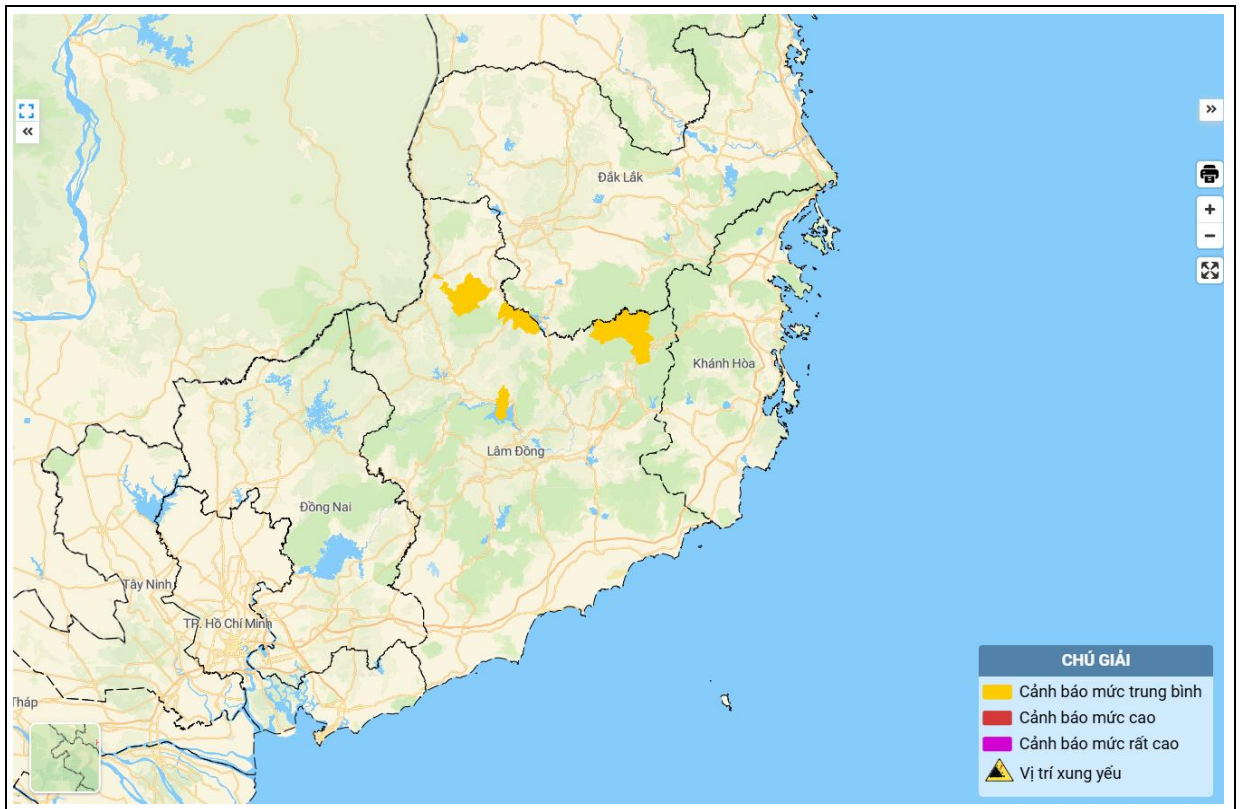 Đắk Lắk
Khánh Hòa
Lâm Đồng
Đồng Nai
Tây Ninh
TP. Hồ Chí Minh
Tháp
CHÚ GIẢI
Cảnh báo mức trung bình
Cảnh báo mức cao
Cảnh báo mức rất cao
Vị trí xung yếu